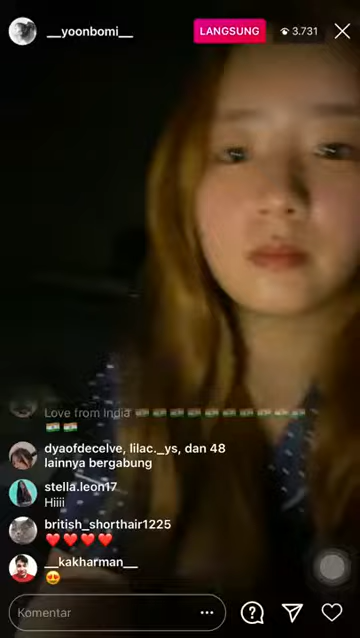 __yoonbomi__
LANGSUNG
3.731
Love from India 🇮🇳 🇮🇳 🇮🇳 🇮🇳 🇮🇳 🇮🇳 🇮🇳 🇮🇳 🇮🇳 🇮🇳
🇮🇳 🇮🇳
dyaofdecelve, lilac._ys, dan 48
lainnya bergabung
stella.leon17
Hiiii
british_shorthair1225
❤️❤️❤️❤️
__kakharman__
😍
Komentar